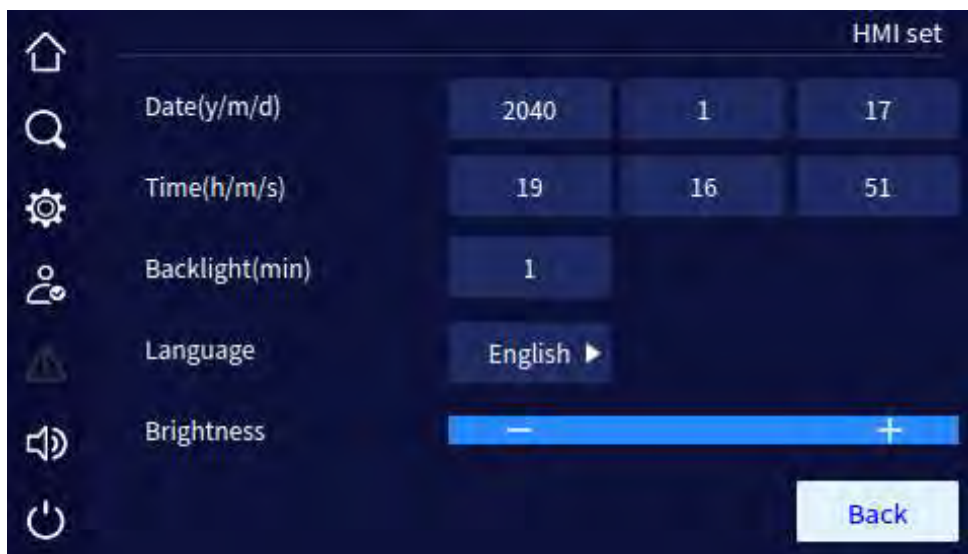 HMI set
Date(y/m/d) 2040 1 17
Time(h/m/s) 19 16 51
Backlight(min) 1
Language English
Brightness − +
Back